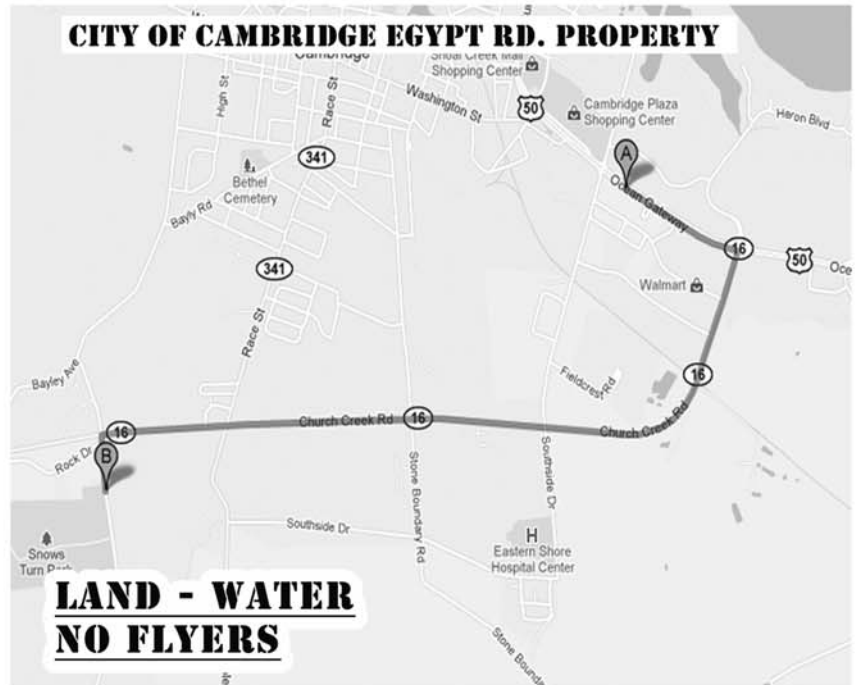 CITY OF CAMBRIDGE EGYPT RD. PROPERTY
Cambridge
Shoal Creek Mall
Shopping Center
High St
Race St
Washington St
50
Cambridge Plaza
Shopping Center
Heron Blvd
341
A
Bethel
Cemetery
Ocean Gateway
Bayly Rd
16
50
Oce
341
Walmart
Race St
Bayley Ave
Fieldcrest Rd
16
16
Church Creek Rd
16
Church Creek Rd
Rock Dr
B
Stone Boundary Rd
Southside Dr
Southside Dr
H
Eastern Shore
Hospital Center
Snows
Turn Park
LAND - WATER
NO FLYERS
Stone Bounda